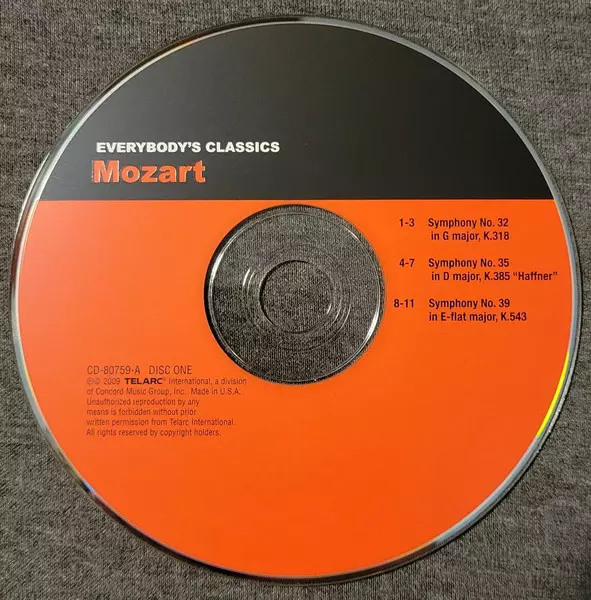 EVERYBODY'S CLASSICS
Mozart
1-3 Symphony No. 32
in G major, K.318
4-7 Symphony No. 35
in D major, K.385 "Haffner"
8-11 Symphony No. 39
in E-flat major, K.543
CD-80759-A DISC ONE
℗© 2009 TELARC® International, a division
of Concord Music Group, Inc. Made in U.S.A.
Unauthorized reproduction by any
means is forbidden without prior
written permission from Telarc International.
All rights reserved by copyright holders.